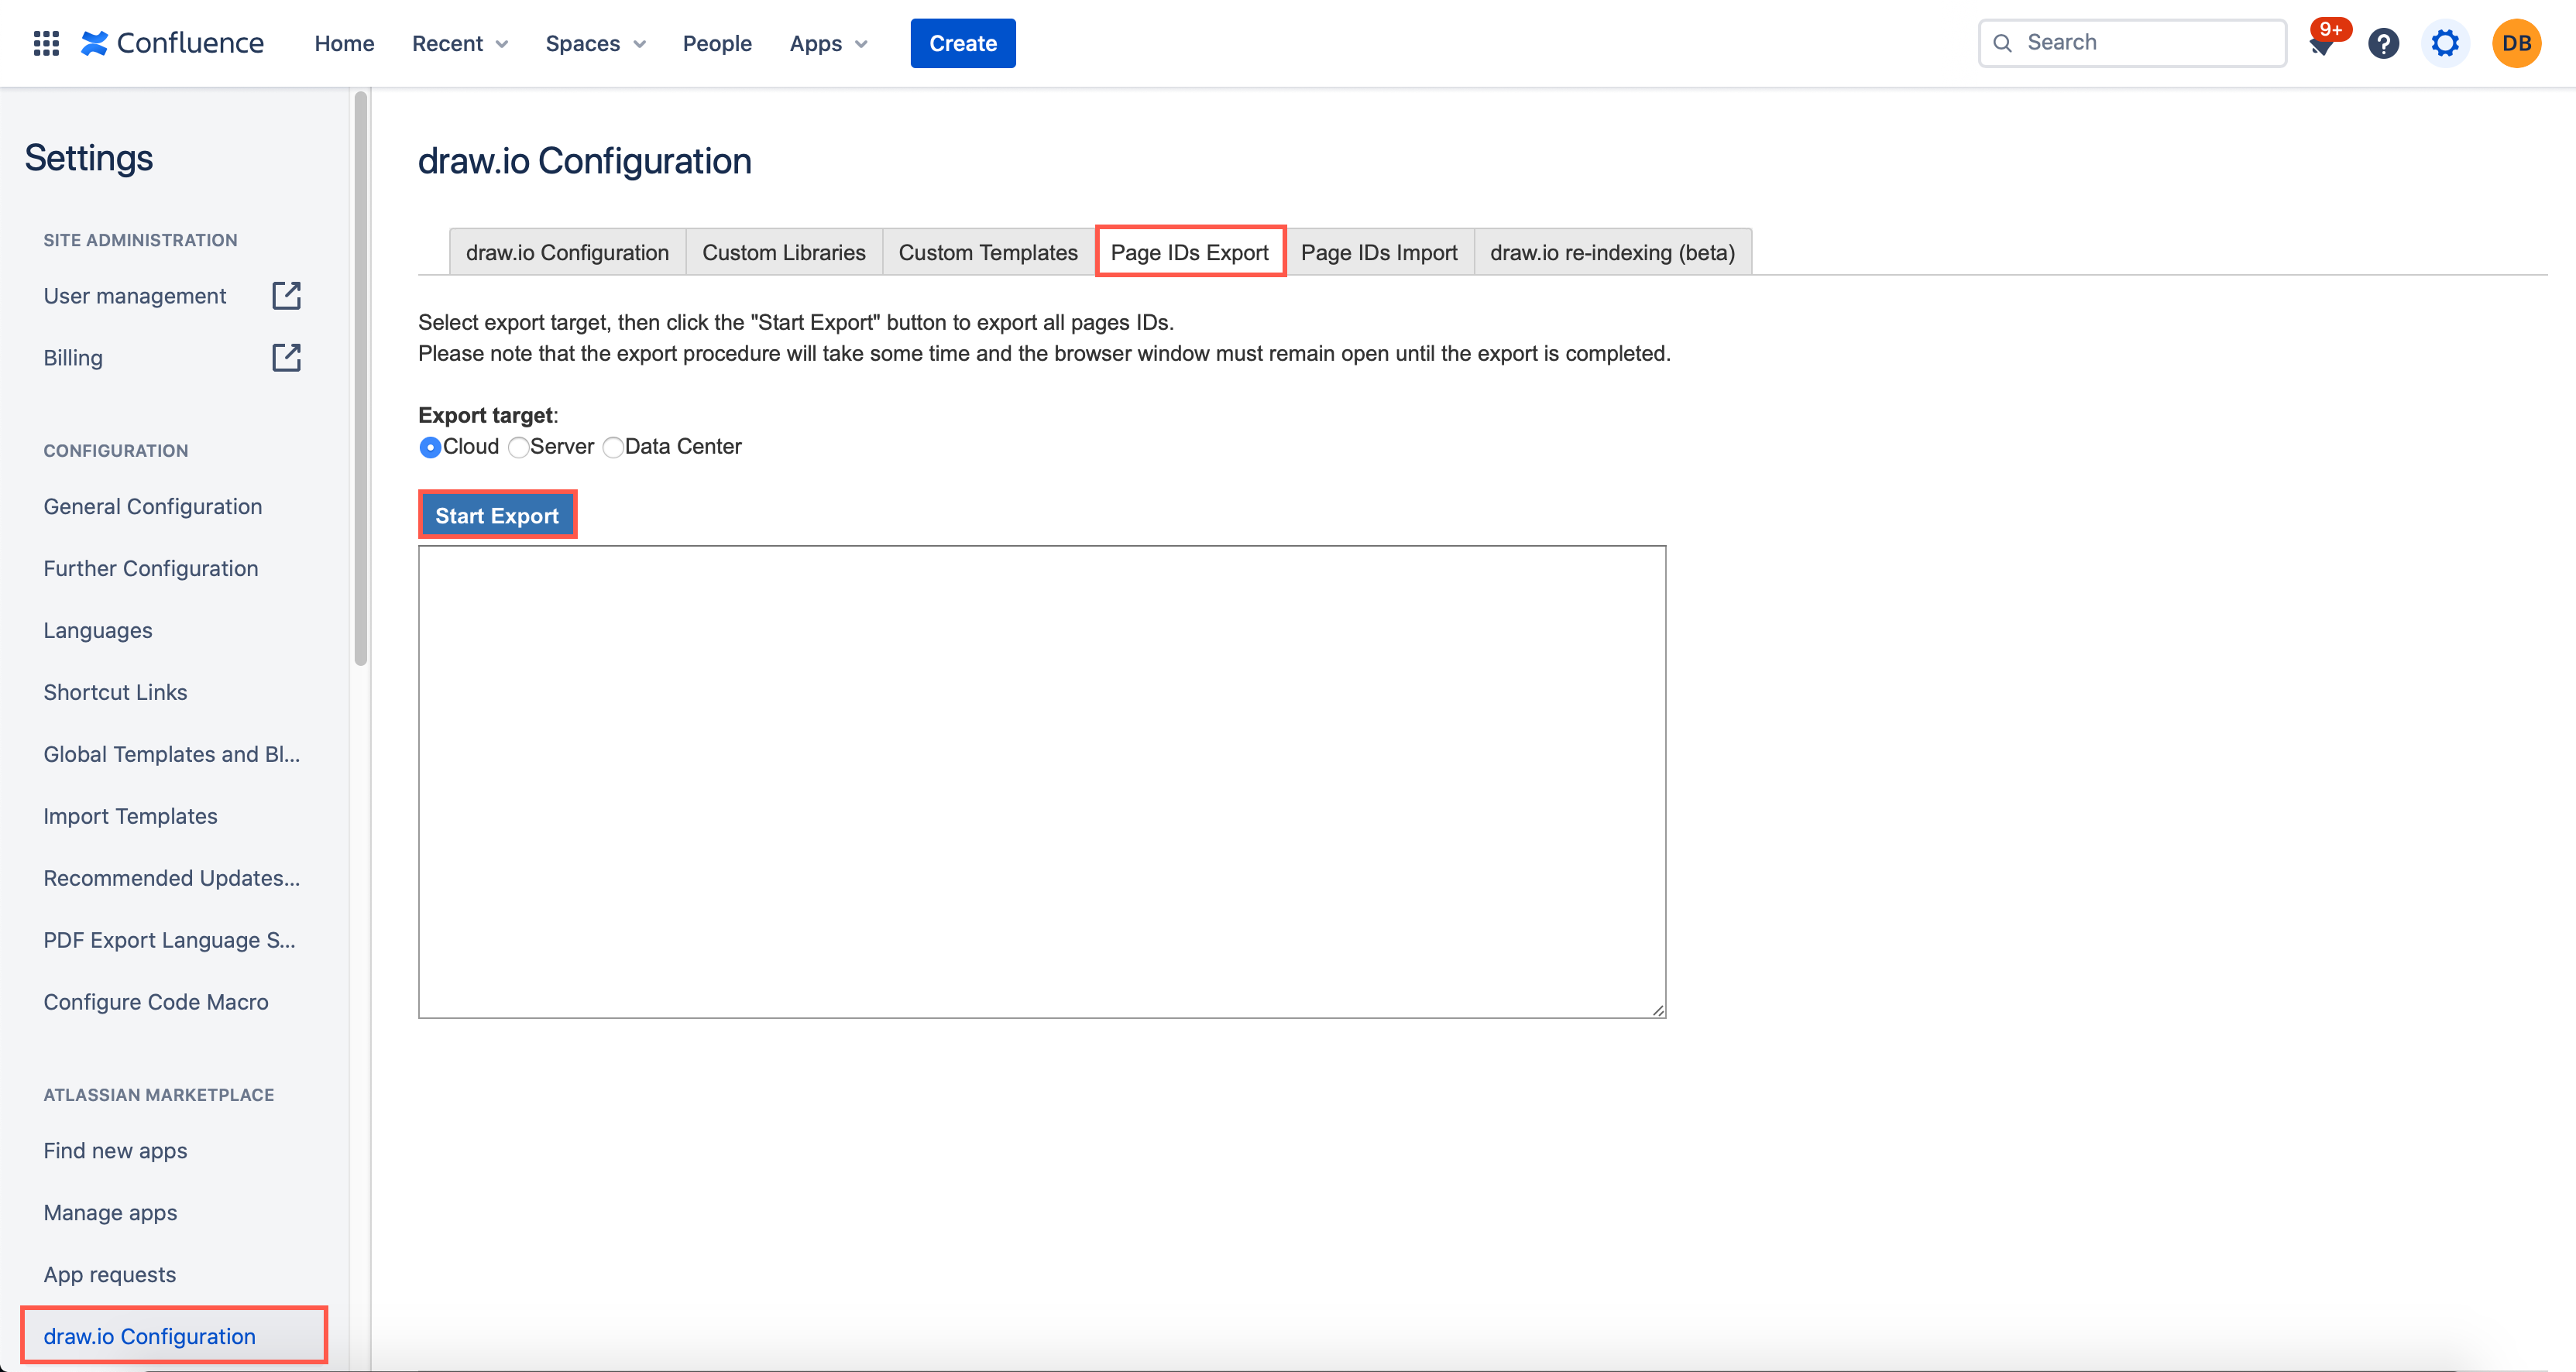 Confluence Home Recent Spaces People Apps Create Search 9+ ? DB
Settings
SITE ADMINISTRATION
User management
Billing
CONFIGURATION
General Configuration
Further Configuration
Languages
Shortcut Links
Global Templates and Bl...
Import Templates
Recommended Updates...
PDF Export Language S...
Configure Code Macro
ATLASSIAN MARKETPLACE
Find new apps
Manage apps
App requests
draw.io Configuration
draw.io Configuration
draw.io Configuration Custom Libraries Custom Templates Page IDs Export Page IDs Import draw.io re-indexing (beta)
Select export target, then click the "Start Export" button to export all pages IDs.
Please note that the export procedure will take some time and the browser window must remain open until the export is completed.
Export target:
Cloud Server Data Center
Start Export